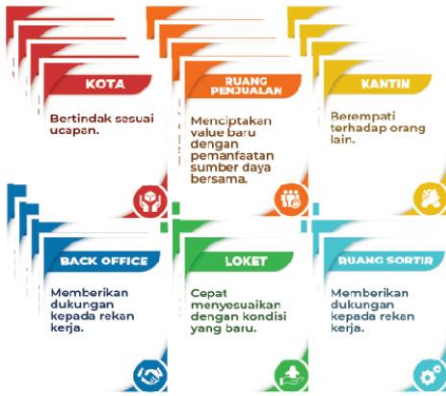 KOTA
Bertindak sesuai
ucapan.
RUANG
PENJUALAN
Menciptakan
value baru
dengan
pemanfaatan
sumber daya
bersama.
KANTIN
Berempati
terhadap orang
lain.
BACK OFFICE
Memberikan
dukungan
kepada rekan
kerja.
LOKET
Cepat
menyesuaikan
dengan kondisi
yang baru.
RUANG SORTIR
Memberikan
dukungan
kepada rekan
kerja.